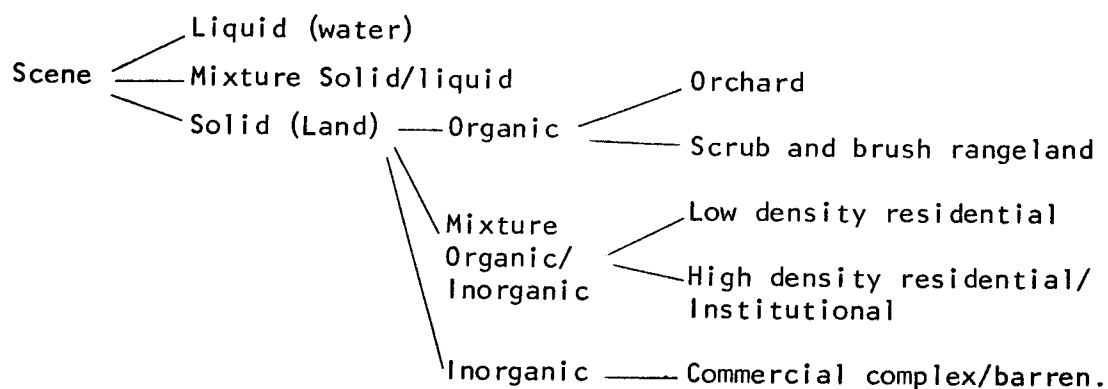 Liquid (water)
Scene
Mixture Solid/liquid
Orchard
Solid (Land)
Organic
Scrub and brush rangeland
Low density residential
Mixture
Organic/
Inorganic
High density residential/
Institutional
Inorganic
Commercial complex/barren.